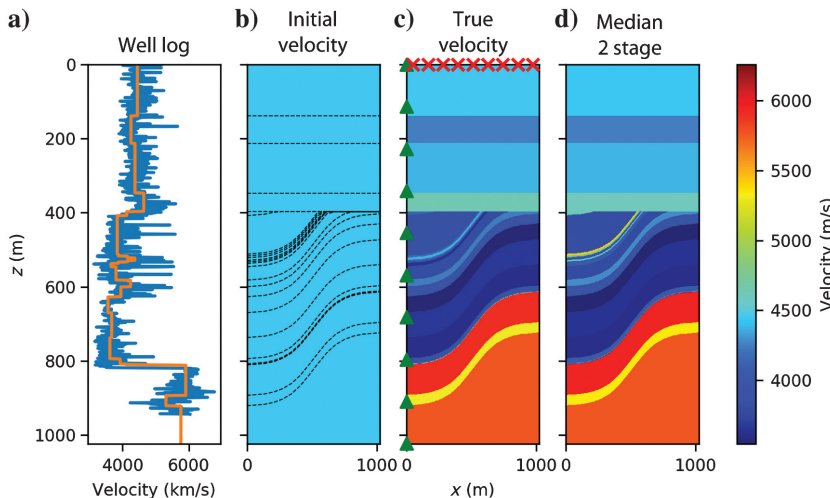 a)
Well log
b)
Initial
velocity
c)
True
velocity
d)
Median
2 stage
0
200
400
600
800
1000
z (m)
4000 6000
Velocity (km/s)
0 1000
0 1000
0 1000
x (m)
6000
5500
5000
4500
4000
Velocity (m/s)